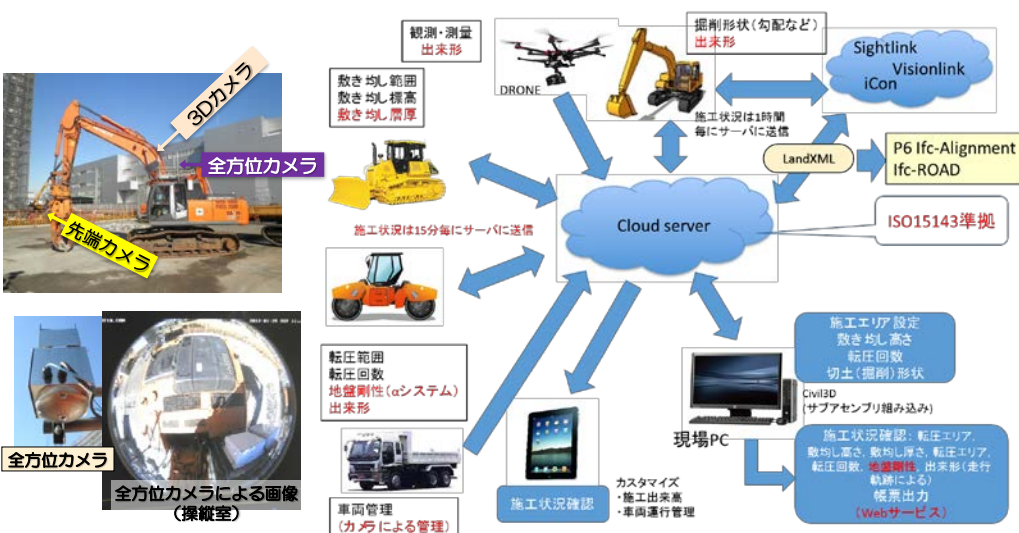 3Dカメラ
全方位カメラ
先端カメラ
全方位カメラ
全方位カメラによる画像
（操縦室）
観測・測量
出来形
DRONE
掘削形状（勾配など）
出来形
Sightlink
Visionlink
iCon
敷き均し範囲
敷き均し標高
敷き均し層厚
施工状況は1時間
毎にサーバに送信
LandXML
P6 Ifc-Alignment
Ifc-ROAD
Cloud server
ISO15143準拠
施工状況は15分毎にサーバに送信
転圧範囲
転圧回数
地盤剛性（αシステム）
出来形
車両管理
（カメラによる管理）
施工状況確認
カスタマイズ
・施工出来高
・車両運行管理
施工エリア設定
敷き均し高さ
転圧回数
切土（掘削）形状
Civil3D
（サブアセンブリ組み込み）
現場PC
施工状況確認：転圧エリア,
敷均し高さ, 敷均し厚さ, 転圧エリア,
転圧回数, 地盤剛性, 出来形（走行
軌跡による）
帳票出力
（Webサービス）